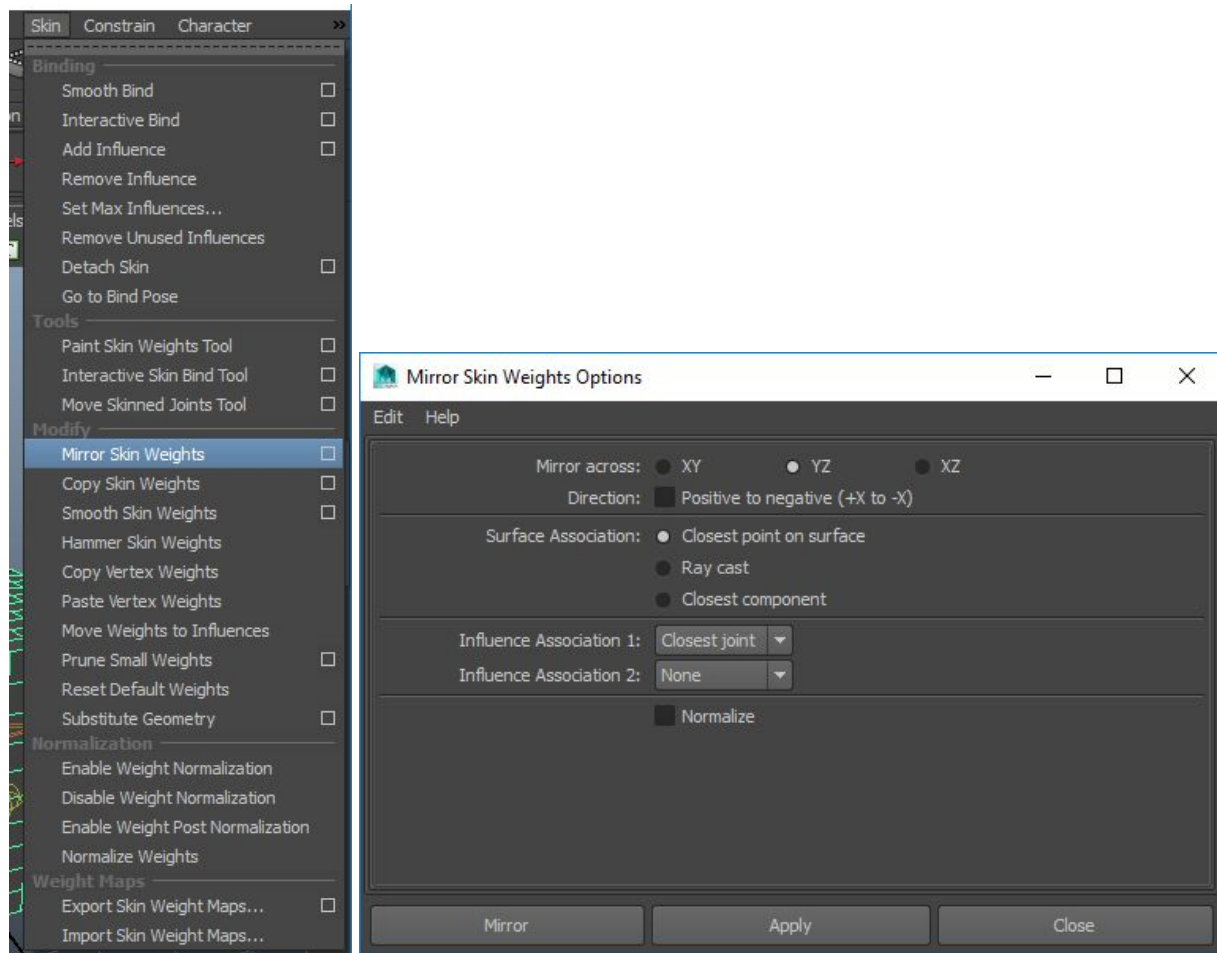 Skin Constrain Character »
Binding
Smooth Bind
Interactive Bind
Add Influence
Remove Influence
Set Max Influences...
Remove Unused Influences
Detach Skin
Go to Bind Pose
Tools
Paint Skin Weights Tool
Interactive Skin Bind Tool
Move Skinned Joints Tool
Modify
Mirror Skin Weights
Copy Skin Weights
Smooth Skin Weights
Hammer Skin Weights
Copy Vertex Weights
Paste Vertex Weights
Move Weights to Influences
Prune Small Weights
Reset Default Weights
Substitute Geometry
Normalization
Enable Weight Normalization
Disable Weight Normalization
Enable Weight Post Normalization
Normalize Weights
Weight Maps
Export Skin Weight Maps...
Import Skin Weight Maps...
Mirror Skin Weights Options
Edit Help
Mirror across: XY YZ XZ
Direction: Positive to negative (+X to -X)
Surface Association: Closest point on surface
Ray cast
Closest component
Influence Association 1: Closest joint
Influence Association 2: None
Normalize
Mirror Apply Close